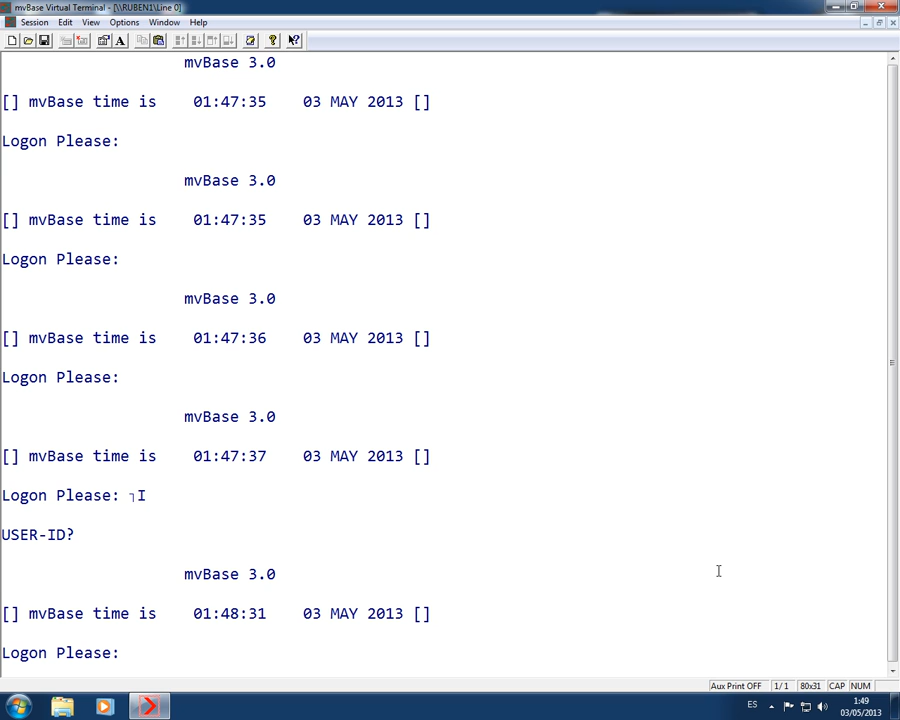 mvBase Virtual Terminal - [\\RUBEN1\Line 0]
Session Edit View Options Window Help
mvBase 3.0
[] mvBase time is 01:47:35 03 MAY 2013 []
Logon Please:
mvBase 3.0
[] mvBase time is 01:47:35 03 MAY 2013 []
Logon Please:
mvBase 3.0
[] mvBase time is 01:47:36 03 MAY 2013 []
Logon Please:
mvBase 3.0
[] mvBase time is 01:47:37 03 MAY 2013 []
Logon Please: ┐I
USER-ID?
mvBase 3.0
[] mvBase time is 01:48:31 03 MAY 2013 []
Logon Please:
Aux Print OFF 1/1 80x31 CAP NUM
ES 1:49
03/05/2013